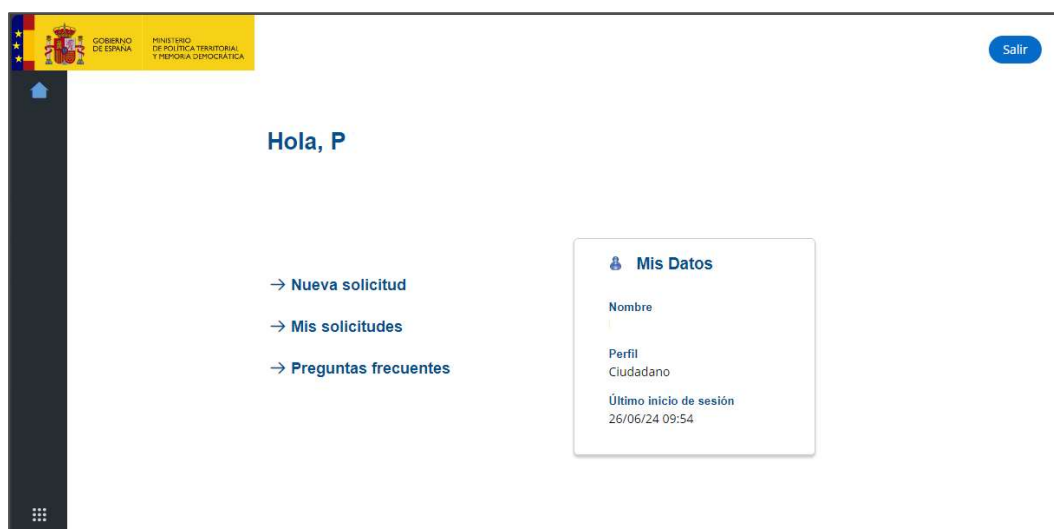 GOBIERNO
DE ESPAÑA
MINISTERIO
DE POLÍTICA TERRITORIAL
Y MEMORIA DEMOCRÁTICA
Salir
Hola, P
Nueva solicitud
Mis solicitudes
Preguntas frecuentes
Mis Datos
Nombre
Perfil
Ciudadano
Último inicio de sesión
26/06/24 09:54